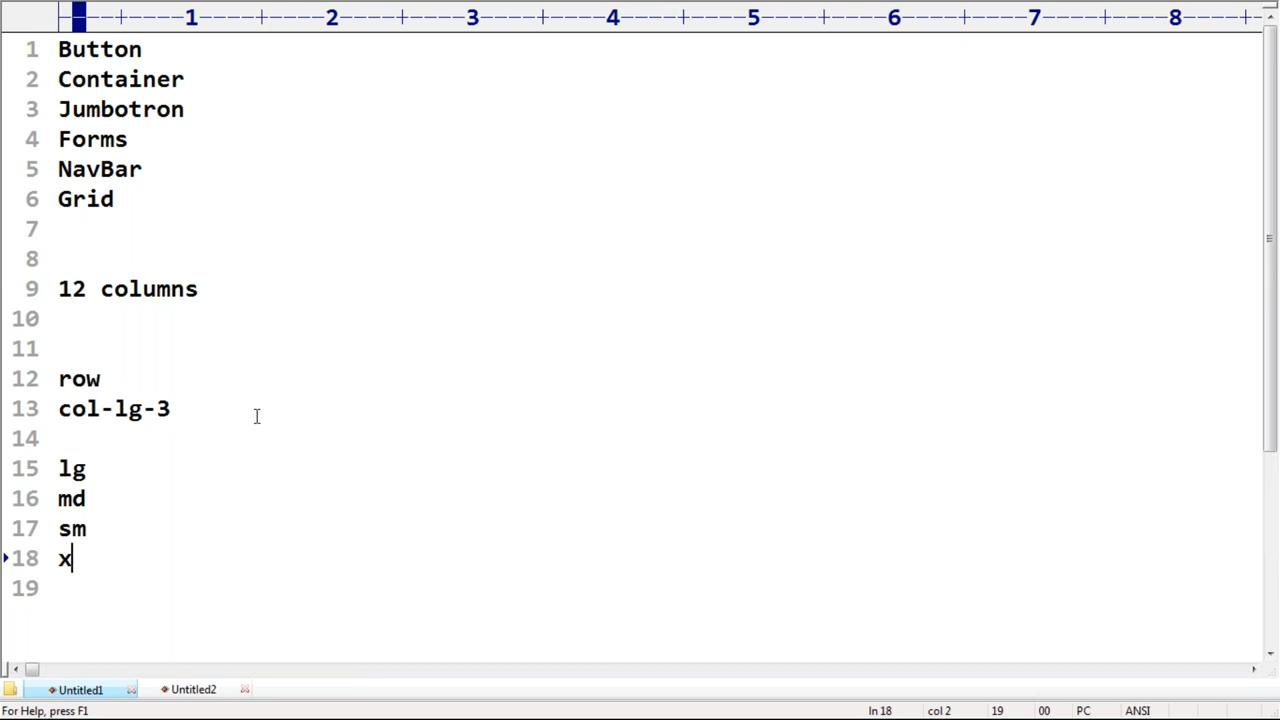 1 2 3 4 5 6 7 8
1 Button
2 Container
3 Jumbotron
4 Forms
5 NavBar
6 Grid
7
8
9 12 columns
10
11
12 row
13 col-lg-3
14
15 lg
16 md
17 sm
18 x
19
Untitled1 Untitled2
For Help, press F1 ln 18 col 2 19 00 PC ANSI